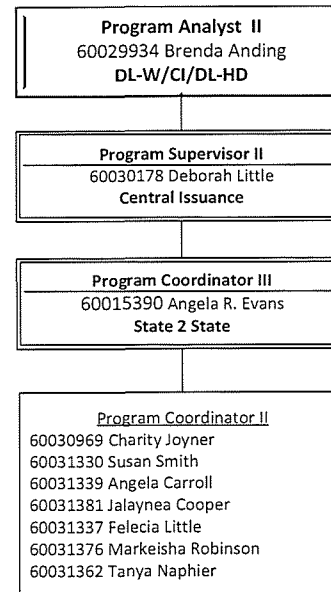 Program Analyst II
60029934 Brenda Anding
DL-W/CI/DL-HD
Program Supervisor II
60030178 Deborah Little
Central Issuance
Program Coordinator III
60015390 Angela R. Evans
State 2 State
Program Coordinator II
60030969 Charity Joyner
60031330 Susan Smith
60031339 Angela Carroll
60031381 Jalaynea Cooper
60031337 Felecia Little
60031376 Markeisha Robinson
60031362 Tanya Naphier